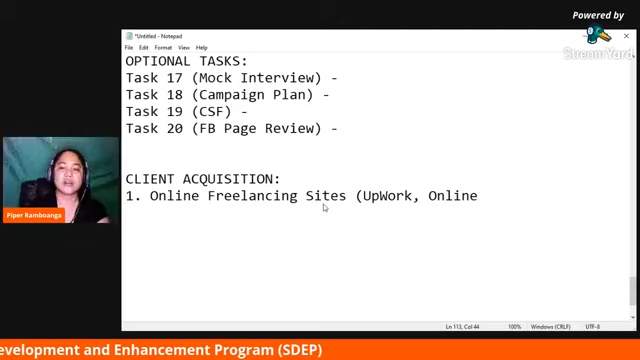 Powered by
StreamYard
*Untitled - Notepad
File Edit Format View Help
OPTIONAL TASKS:
Task 17 (Mock Interview) -
Task 18 (Campaign Plan) -
Task 19 (CSF) -
Task 20 (FB Page Review) -
CLIENT ACQUISITION:
1. Online Freelancing Sites (UpWork, Online
Piper Ramboanga
Ln 113, Col 44 100% Windows (CRLF) UTF-8
evelopment and Enhancement Program (SDEP)